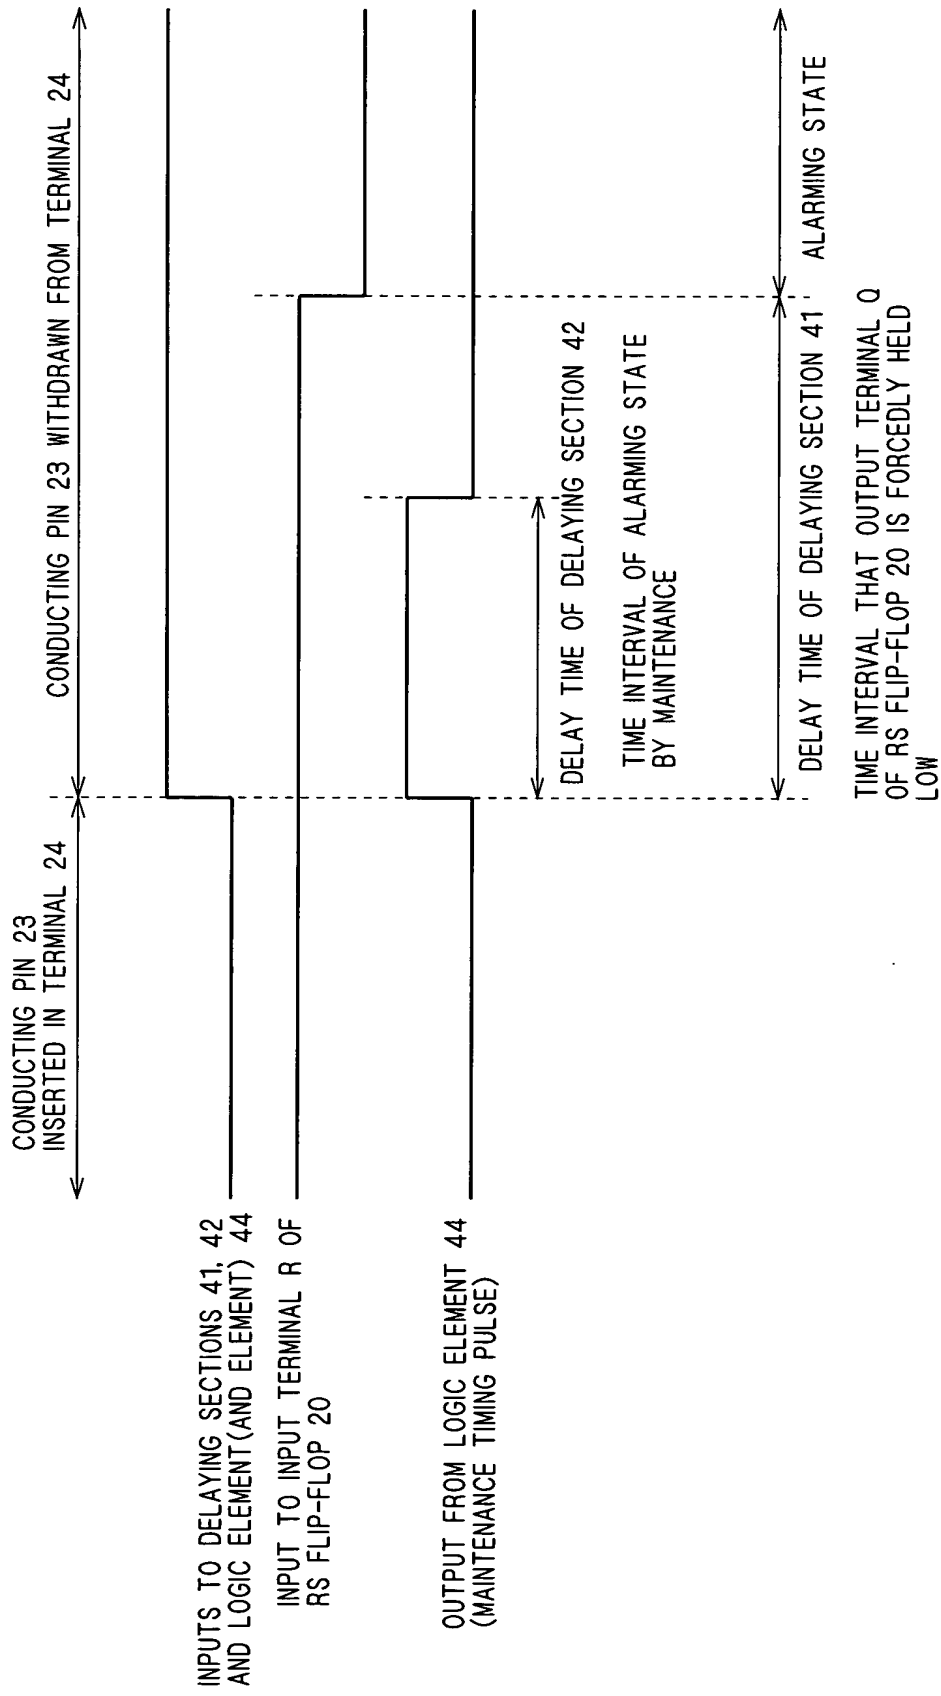 CONDUCTING PIN 23
INSERTED IN TERMINAL 24
CONDUCTING PIN 23 WITHDRAWN FROM TERMINAL 24
INPUTS TO DELAYING SECTIONS 41, 42
AND LOGIC ELEMENT(AND ELEMENT) 44
INPUT TO INPUT TERMINAL R OF
RS FLIP-FLOP 20
OUTPUT FROM LOGIC ELEMENT 44
(MAINTENANCE TIMING PULSE)
DELAY TIME OF DELAYING SECTION 42
TIME INTERVAL OF ALARMING STATE
BY MAINTENANCE
DELAY TIME OF DELAYING SECTION 41
ALARMING STATE
TIME INTERVAL THAT OUTPUT TERMINAL Q
OF RS FLIP-FLOP 20 IS FORCEDLY HELD
LOW